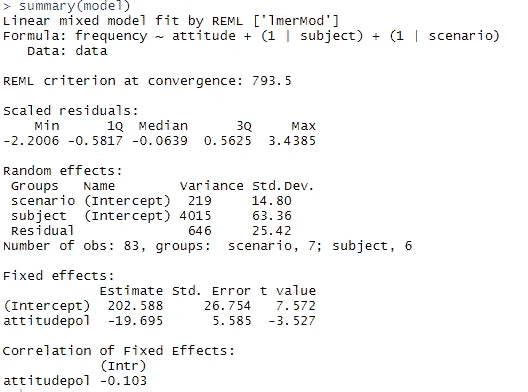 > summary(model)
Linear mixed model fit by REML ['lmerMod']
Formula: frequency ~ attitude + (1 | subject) + (1 | scenario)
   Data: data

REML criterion at convergence: 793.5

Scaled residuals:
    Min      1Q  Median      3Q     Max
-2.2006 -0.5817 -0.0639  0.5625  3.4385

Random effects:
 Groups   Name        Variance Std.Dev.
 scenario (Intercept)  219     14.80
 subject  (Intercept) 4015     63.36
 Residual              646     25.42
Number of obs: 83, groups:  scenario, 7; subject, 6

Fixed effects:
            Estimate Std. Error t value
(Intercept)  202.588     26.754   7.572
attitudepol  -19.695      5.585  -3.527

Correlation of Fixed Effects:
            (Intr)
attitudepol -0.103